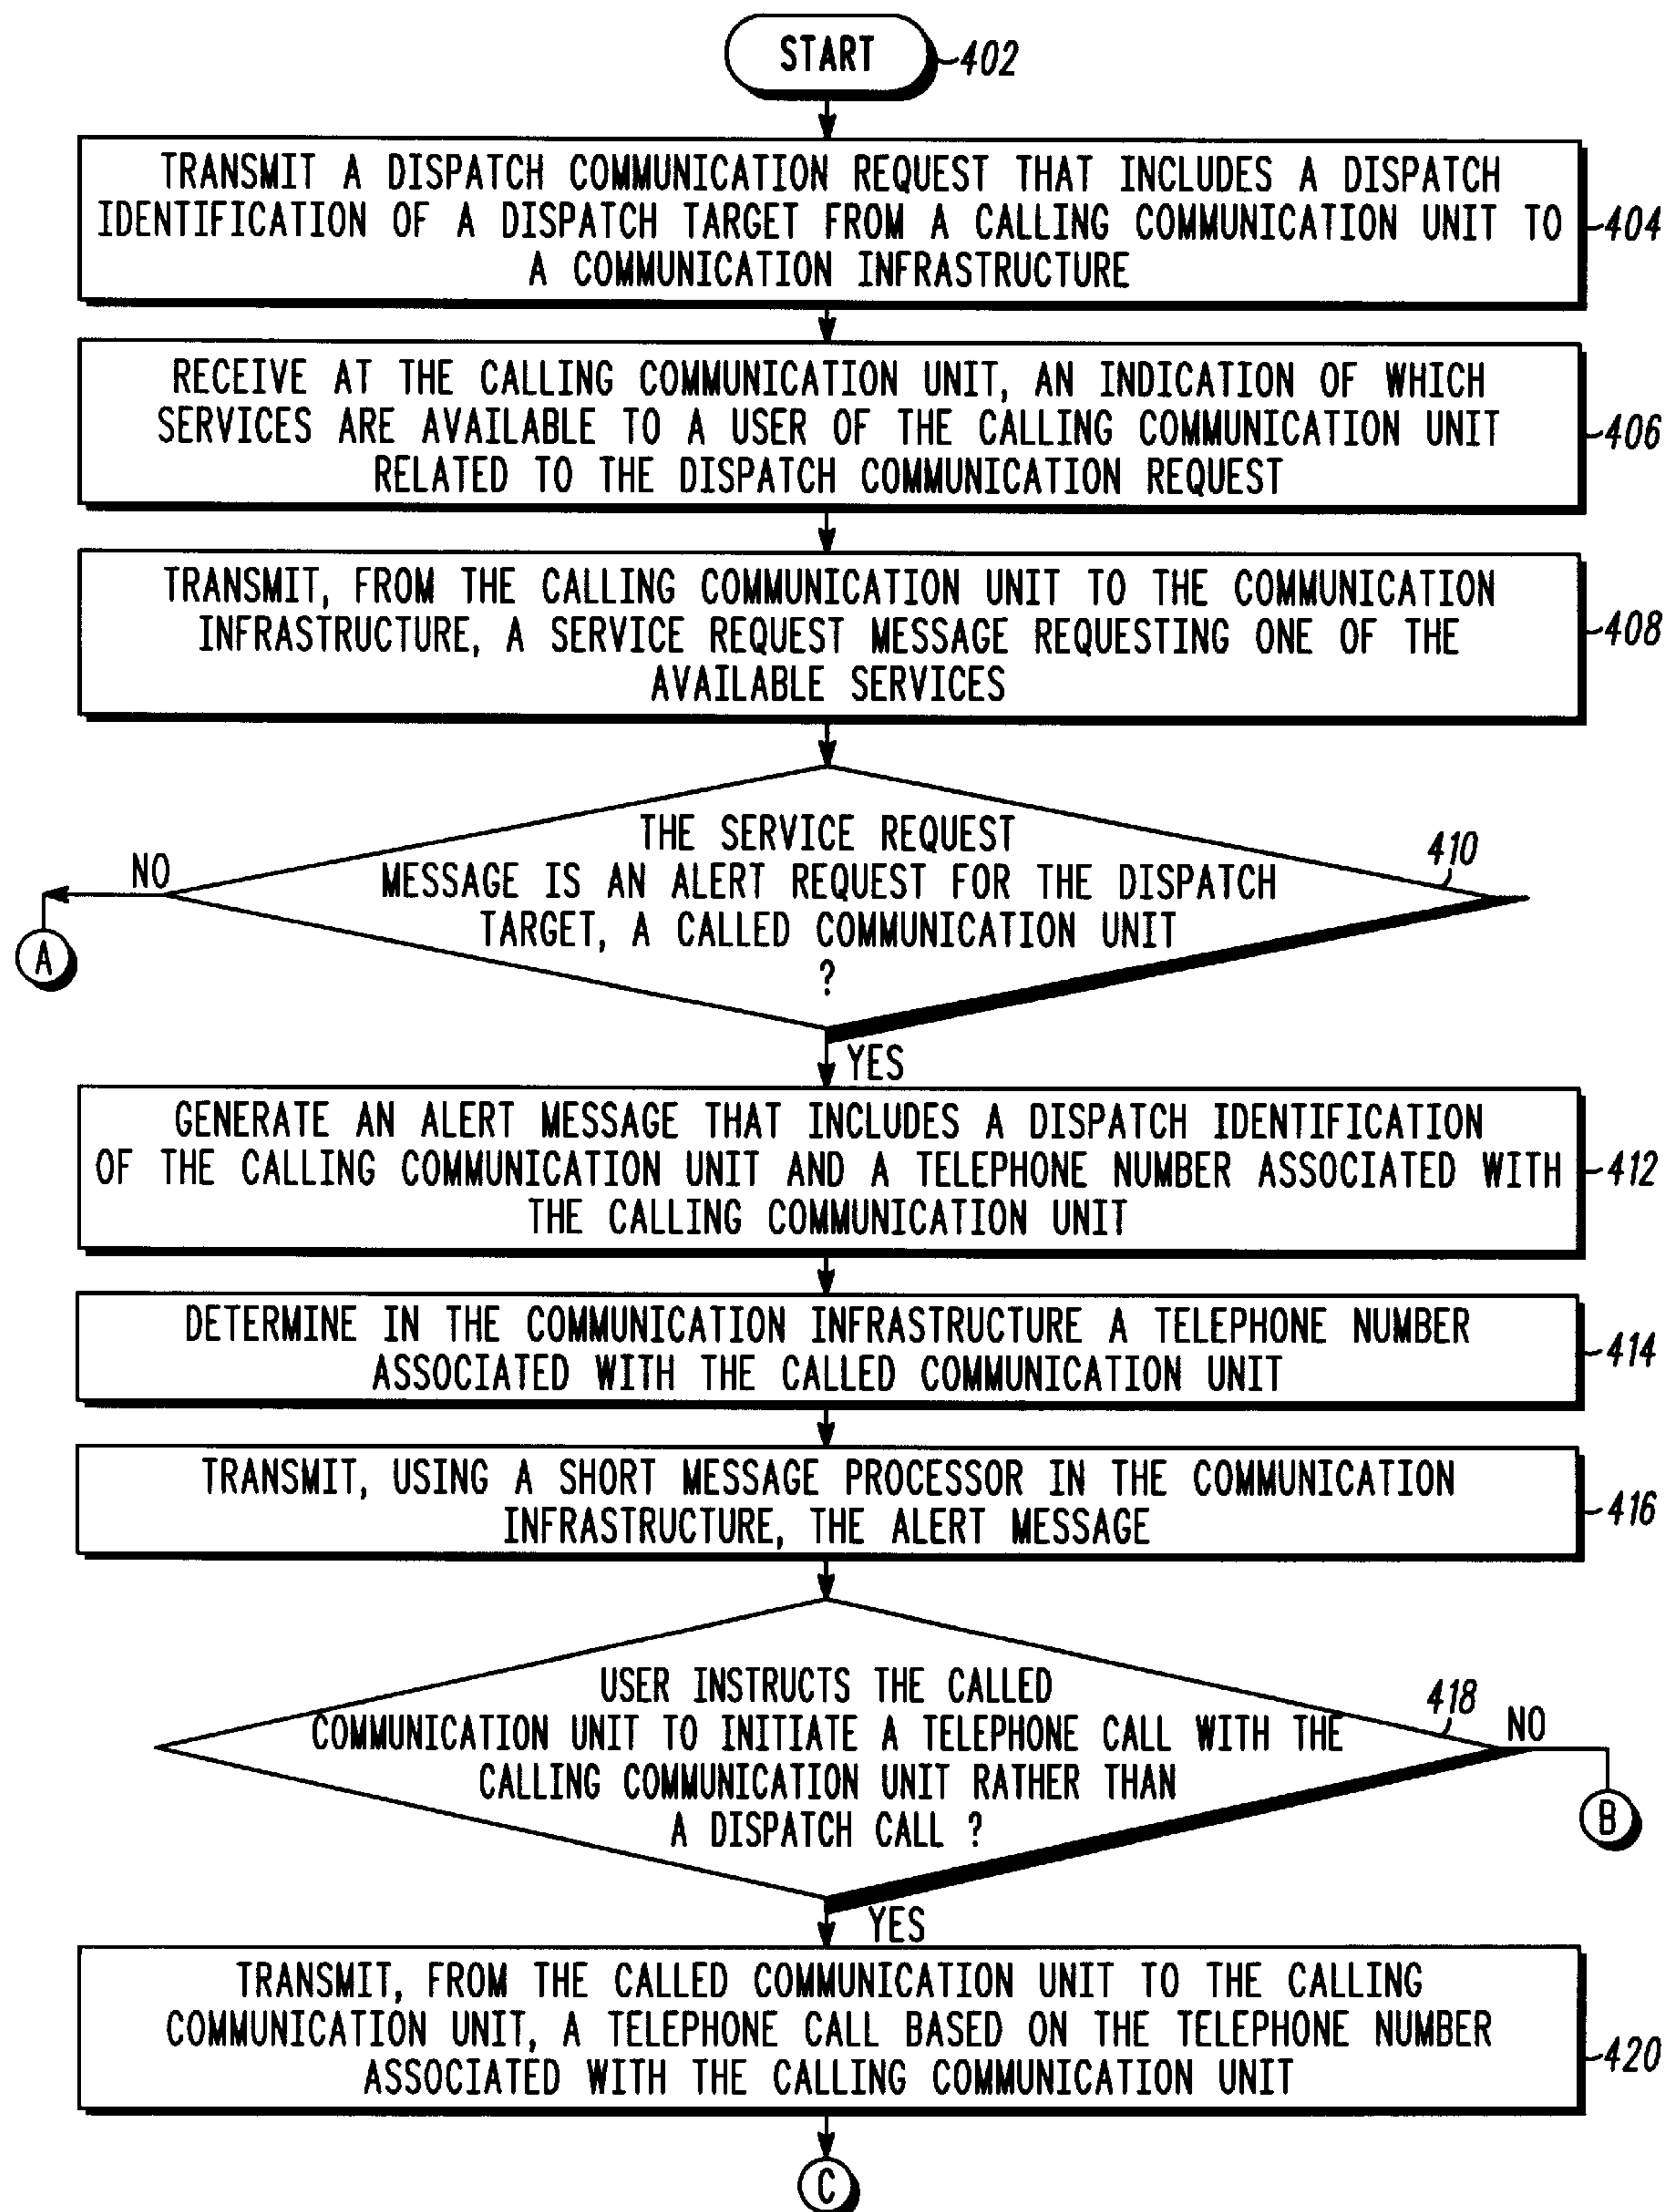 START
402
TRANSMIT A DISPATCH COMMUNICATION REQUEST THAT INCLUDES A DISPATCH
IDENTIFICATION OF A DISPATCH TARGET FROM A CALLING COMMUNICATION UNIT TO
A COMMUNICATION INFRASTRUCTURE
404
RECEIVE AT THE CALLING COMMUNICATION UNIT, AN INDICATION OF WHICH
SERVICES ARE AVAILABLE TO A USER OF THE CALLING COMMUNICATION UNIT
RELATED TO THE DISPATCH COMMUNICATION REQUEST
406
TRANSMIT, FROM THE CALLING COMMUNICATION UNIT TO THE COMMUNICATION
INFRASTRUCTURE, A SERVICE REQUEST MESSAGE REQUESTING ONE OF THE
AVAILABLE SERVICES
408
THE SERVICE REQUEST
MESSAGE IS AN ALERT REQUEST FOR THE DISPATCH
TARGET, A CALLED COMMUNICATION UNIT
?
410
NO
A
YES
GENERATE AN ALERT MESSAGE THAT INCLUDES A DISPATCH IDENTIFICATION
OF THE CALLING COMMUNICATION UNIT AND A TELEPHONE NUMBER ASSOCIATED WITH
THE CALLING COMMUNICATION UNIT
412
DETERMINE IN THE COMMUNICATION INFRASTRUCTURE A TELEPHONE NUMBER
ASSOCIATED WITH THE CALLED COMMUNICATION UNIT
414
TRANSMIT, USING A SHORT MESSAGE PROCESSOR IN THE COMMUNICATION
INFRASTRUCTURE, THE ALERT MESSAGE
416
USER INSTRUCTS THE CALLED
COMMUNICATION UNIT TO INITIATE A TELEPHONE CALL WITH THE
CALLING COMMUNICATION UNIT RATHER THAN
A DISPATCH CALL ?
418
NO
B
YES
TRANSMIT, FROM THE CALLED COMMUNICATION UNIT TO THE CALLING
COMMUNICATION UNIT, A TELEPHONE CALL BASED ON THE TELEPHONE NUMBER
ASSOCIATED WITH THE CALLING COMMUNICATION UNIT
420
C